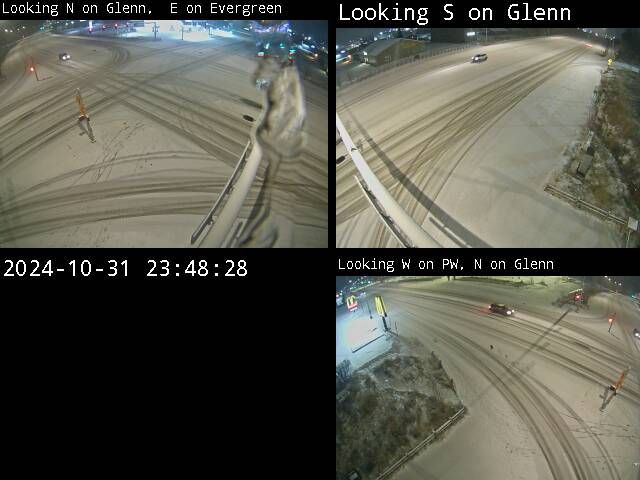 Looking N on Glenn,  E on Evergreen
Looking S on Glenn
2024-10-31 23:48:28
Looking W on PW, N on Glenn